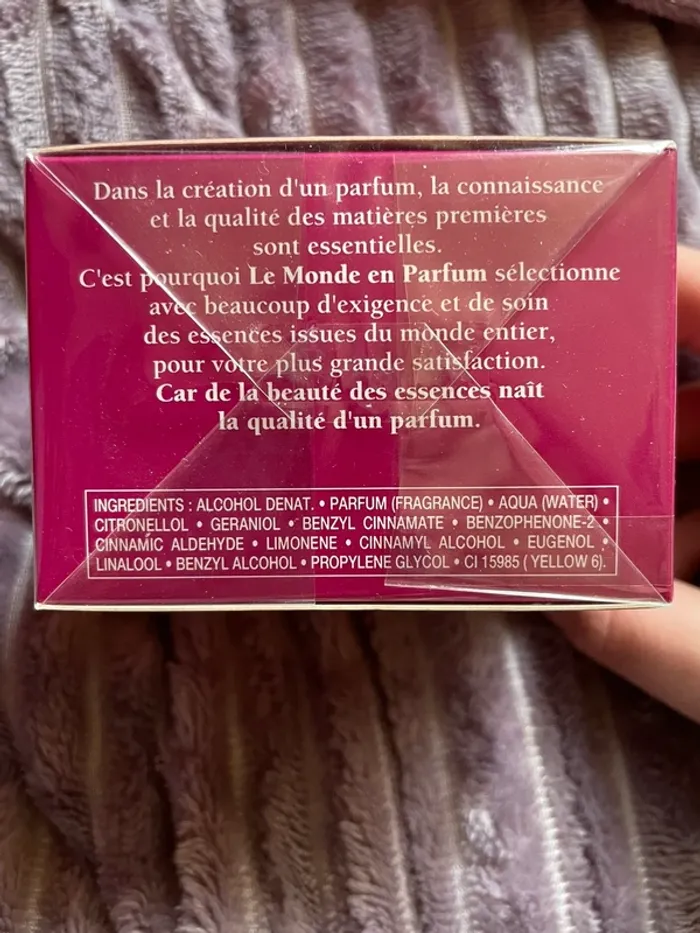 Dans la création d'un parfum, la connaissance
et la qualité des matières premières
sont essentielles.
C'est pourquoi Le Monde en Parfum sélectionne
avec beaucoup d'exigence et de soin
des essences issues du monde entier,
pour votre plus grande satisfaction.
Car de la beauté des essences naît
la qualité d'un parfum.
INGREDIENTS : ALCOHOL DENAT. • PARFUM (FRAGRANCE) • AQUA (WATER) •
CITRONELLOL • GERANIOL • BENZYL CINNAMATE • BENZOPHENONE-2 •
CINNAMIC ALDEHYDE • LIMONENE • CINNAMYL ALCOHOL • EUGENOL •
LINALOOL • BENZYL ALCOHOL • PROPYLENE GLYCOL • CI 15985 ( YELLOW 6).